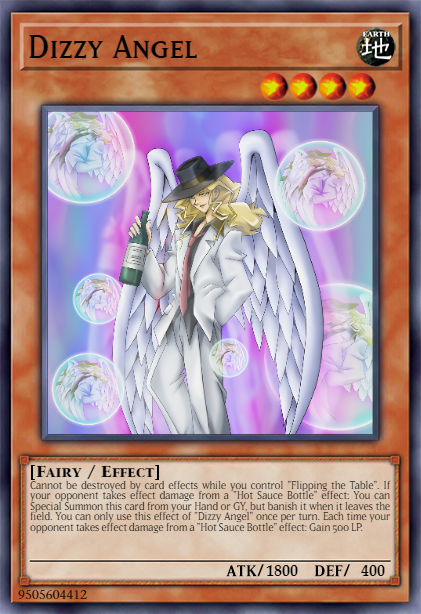 Dizzy Angel
EARTH
地
[Fairy / Effect]
Cannot be destroyed by card effects while you control "Flipping the Table". If
your opponent takes effect damage from a "Hot Sauce Bottle" effect: You can
Special Summon this card from your Hand or GY, but banish it when it leaves the
field. You can only use this effect of "Dizzy Angel" once per turn. Each time your
opponent takes effect damage from a "Hot Sauce Bottle" effect: Gain 500 LP.
ATK/1800 DEF/ 400
9505604412